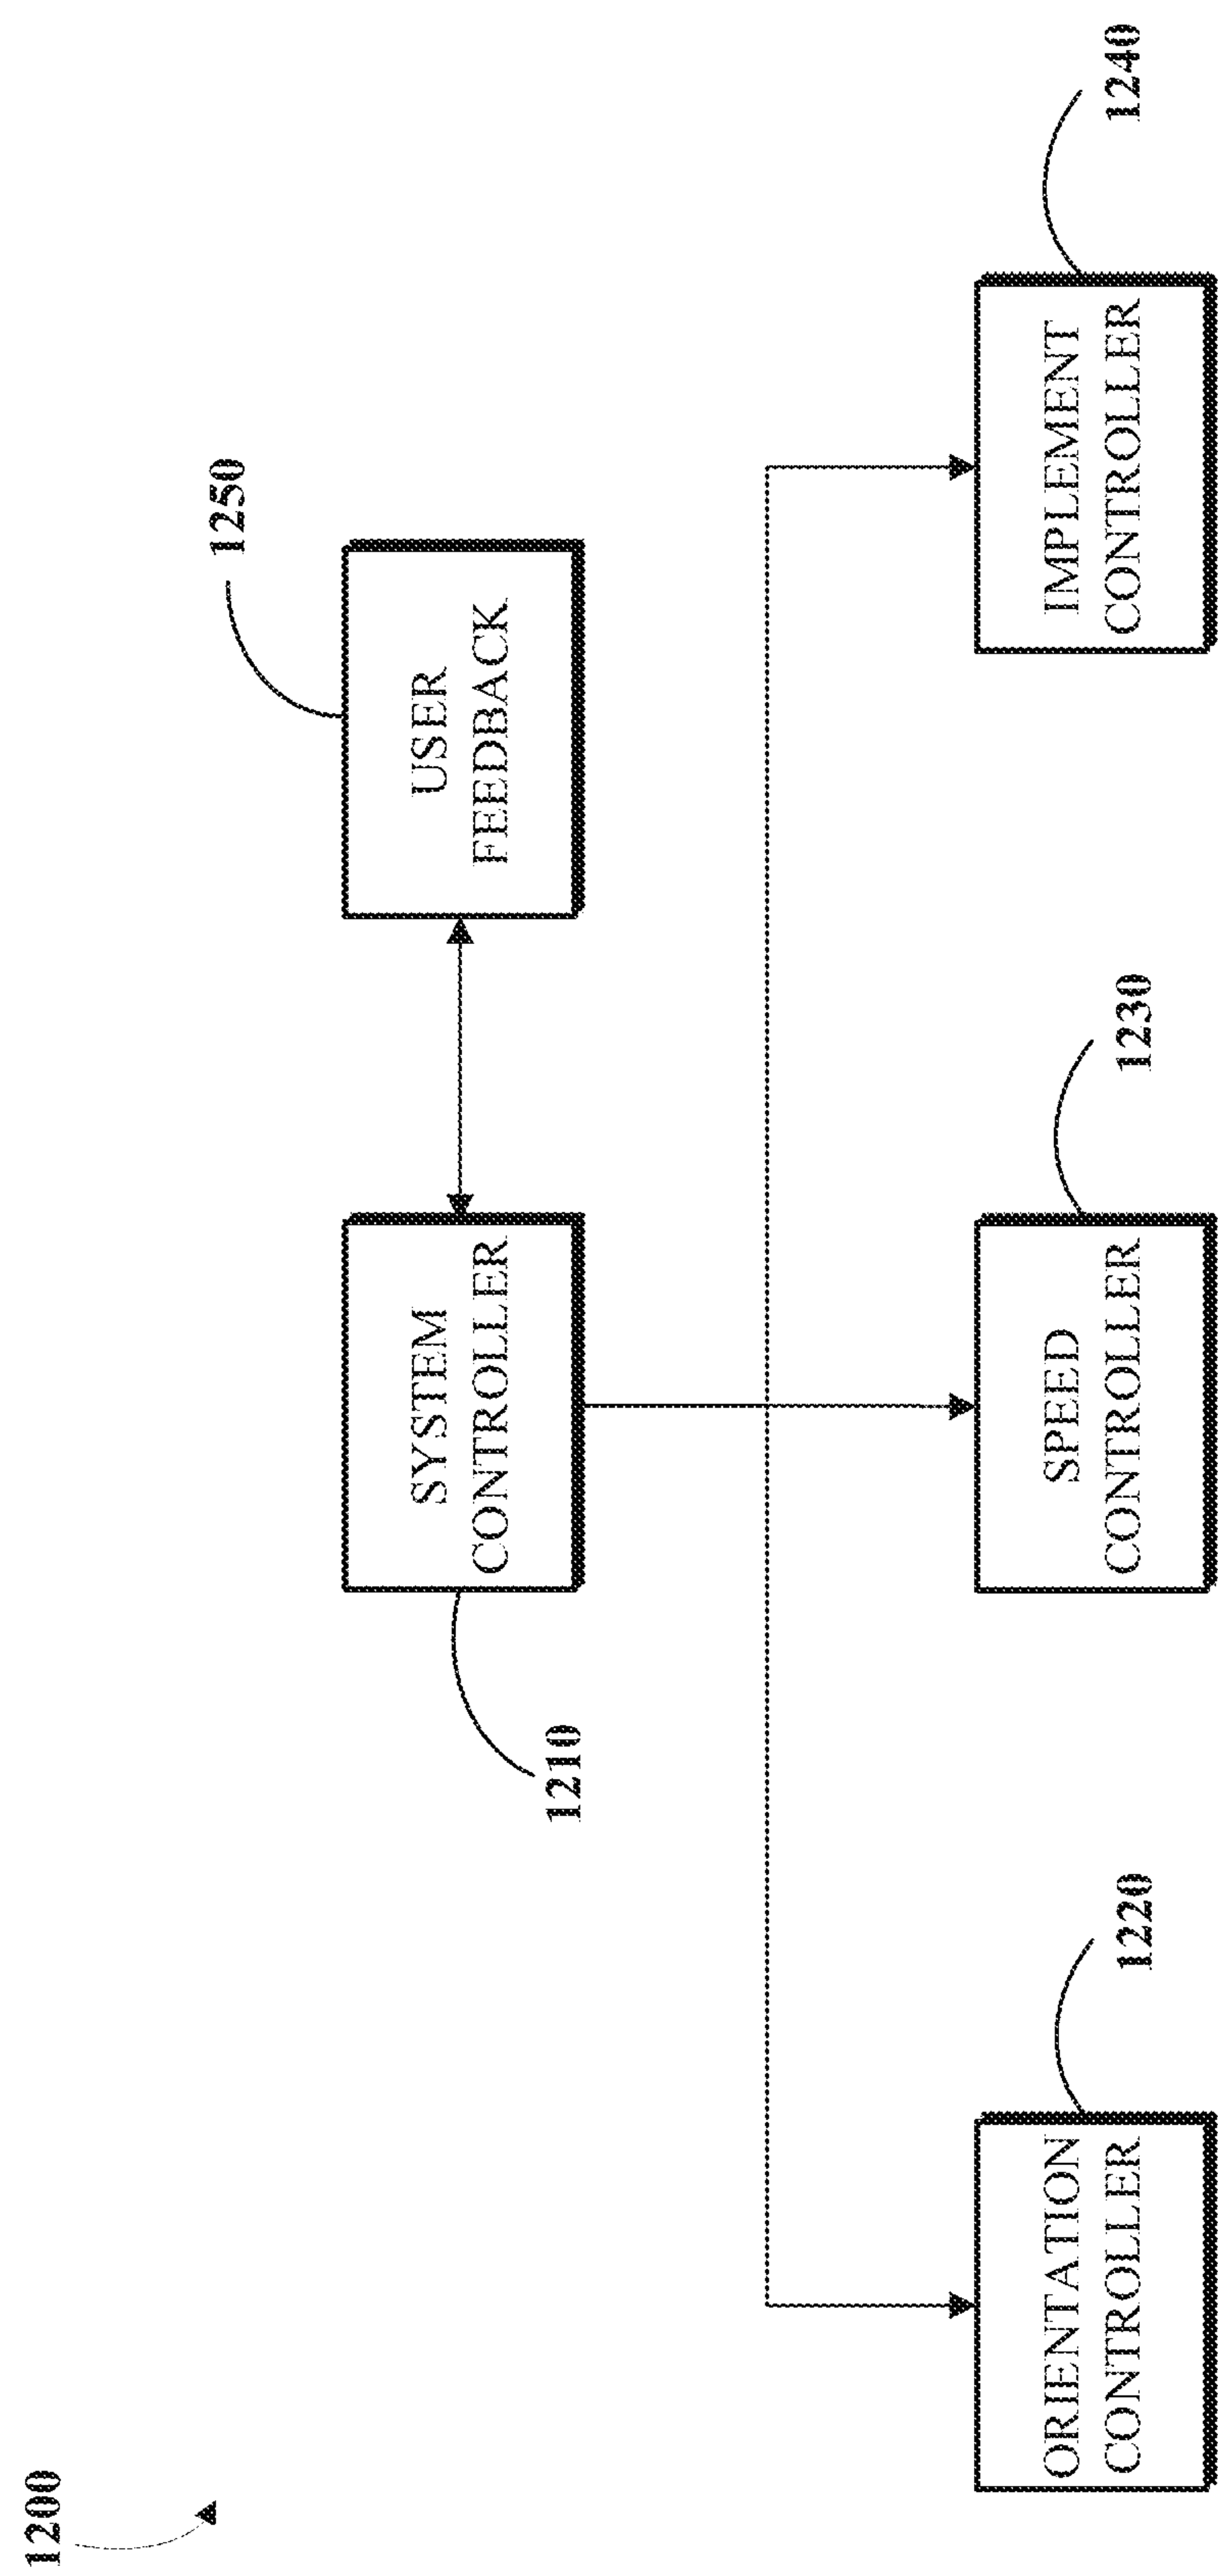 1200
1250
SYSTEM
CONTROLLER
USER
FEEDBACK
1210
ORIENTATION
CONTROLLER
1220
SPEED
CONTROLLER
1230
IMPLEMENT
CONTROLLER
1240